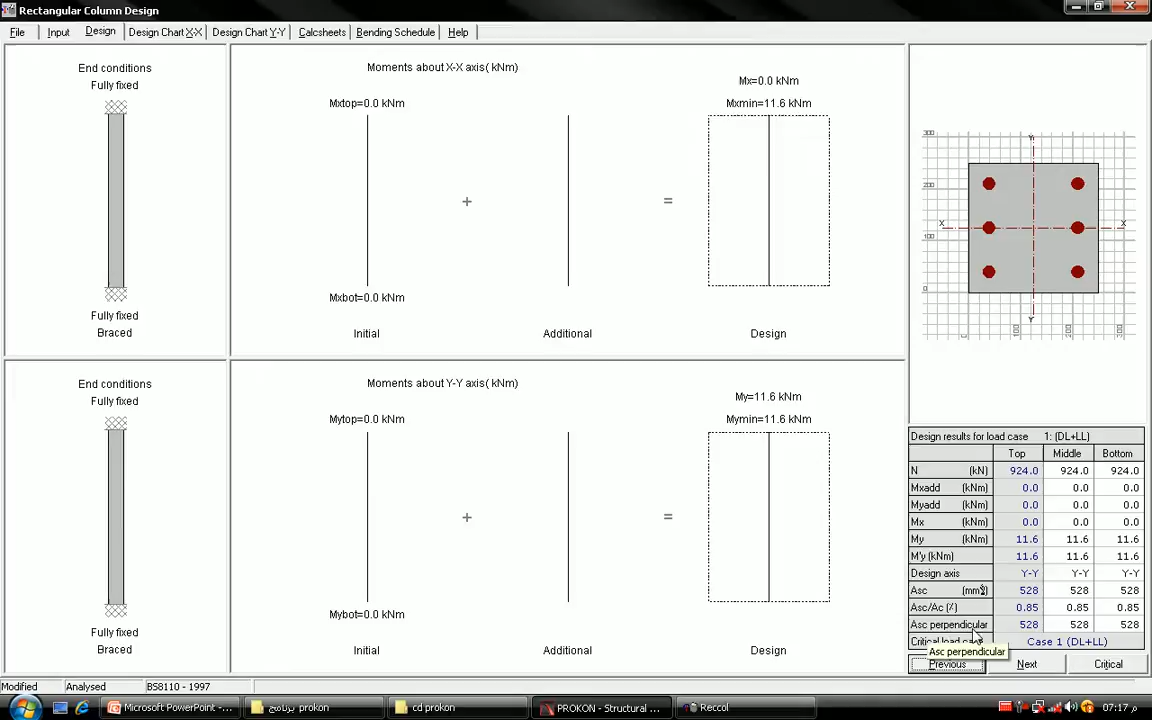 Rectangular Column Design
File Input Design Design Chart X-X Design Chart Y-Y Calcsheets Bending Schedule Help
End conditions
Fully fixed
Fully fixed
Braced
Moments about X-X axis( kNm)
Mxtop=0.0 kNm
Mxbot=0.0 kNm
Initial
+
Additional
=
Mx=0.0 kNm
Mxmin=11.6 kNm
Design
End conditions
Fully fixed
Fully fixed
Braced
Moments about Y-Y axis( kNm)
Mytop=0.0 kNm
Mybot=0.0 kNm
Initial
+
Additional
=
My=11.6 kNm
Mymin=11.6 kNm
Design
300
200
100
0
0 100 200 300
X X
Y
Y
Design results for load case 1: (DL+LL)
Top Middle Bottom
N (kN) 924.0 924.0 924.0
Mxadd (kNm) 0.0 0.0 0.0
Myadd (kNm) 0.0 0.0 0.0
Mx (kNm) 0.0 0.0 0.0
My (kNm) 11.6 11.6 11.6
M'y (kNm) 11.6 11.6 11.6
Design axis Y-Y Y-Y Y-Y
Asc 528 528 528
Asc/Ac (%) 0.85 0.85 0.85
Asc perpendicular 528 528 528
Case 1 (DL+LL)
Asc perpendicular
Previous Next Critical
Modified Analysed BS8110 - 1997
Microsoft PowerPoint -... برنامج prokon cd prokon PROKON - Structural ... Reccol 07:17 م